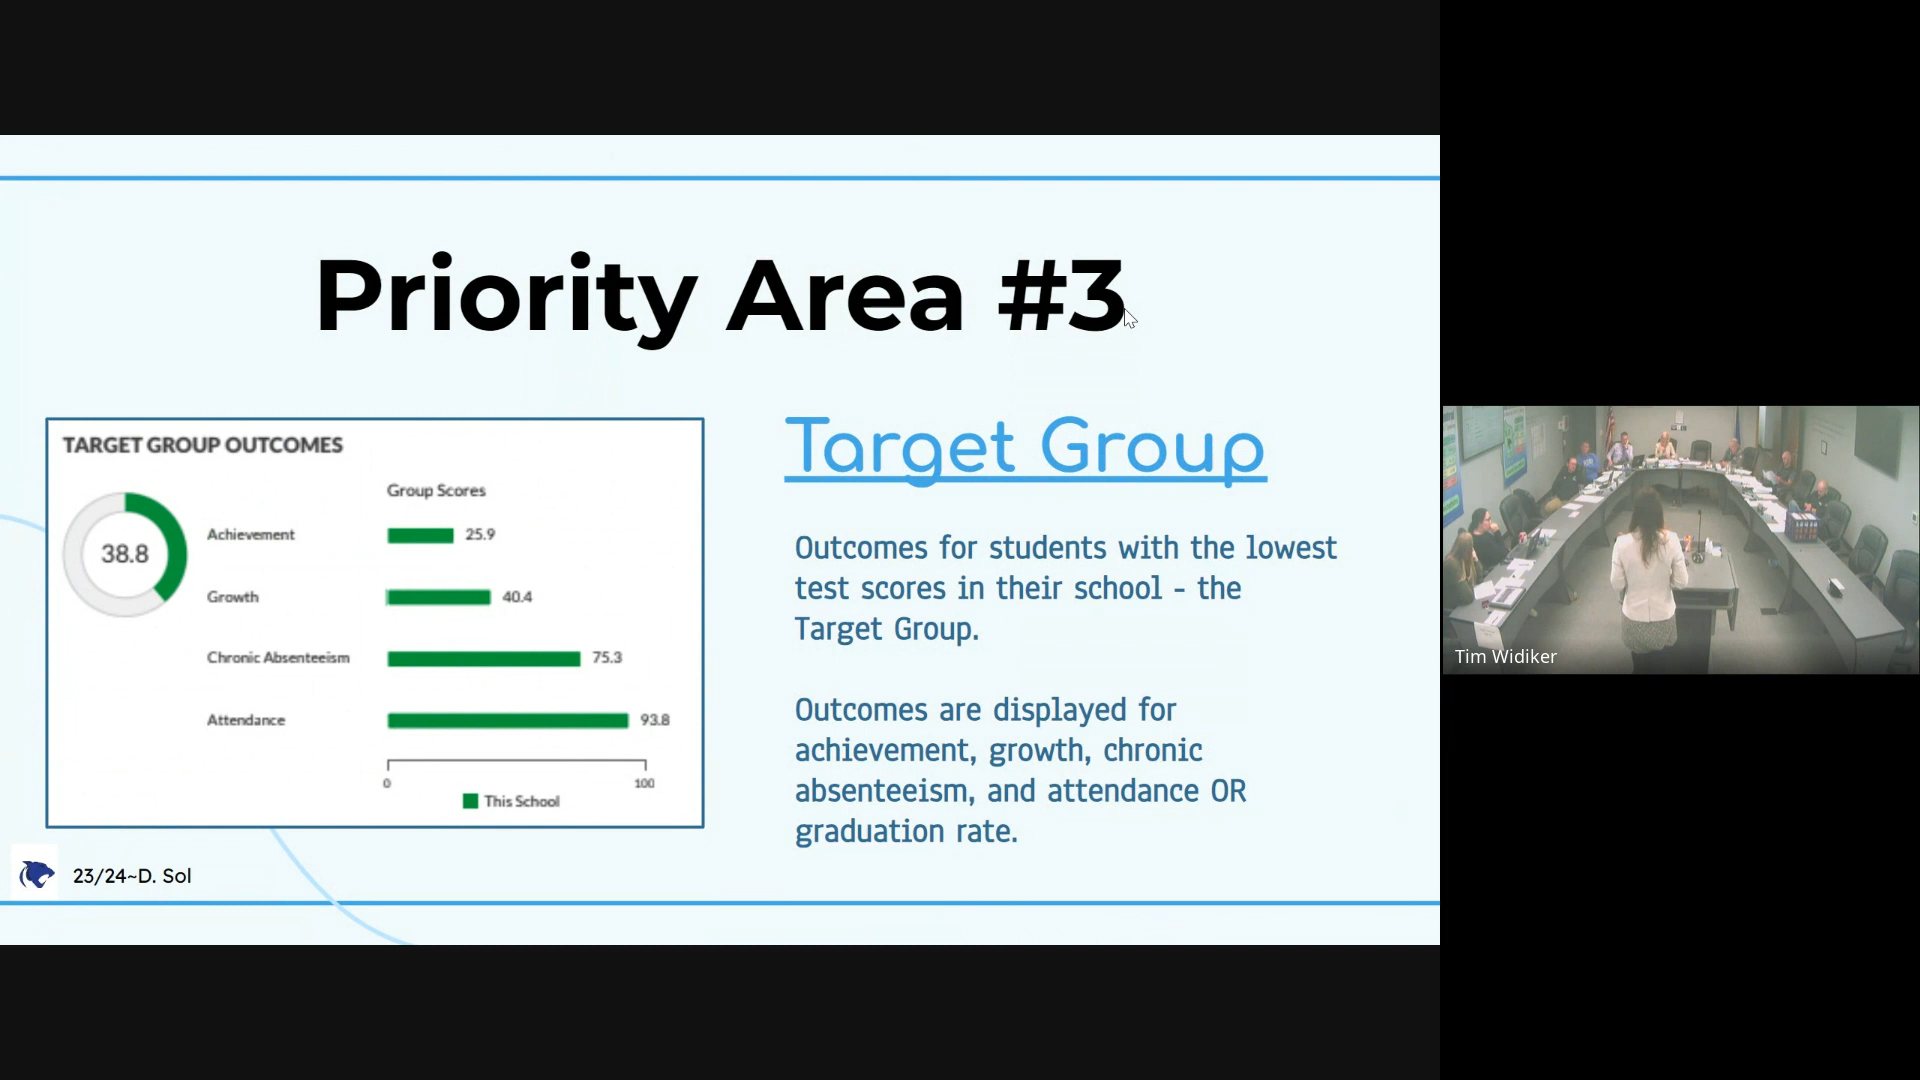 Priority Area #3
TARGET GROUP OUTCOMES
Group Scores
38.8
Achievement
25.9
Growth
40.4
Chronic Absenteeism
75.3
Attendance
93.8
0
100
This School
Target Group
Outcomes for students with the lowest
test scores in their school - the
Target Group.
Outcomes are displayed for
achievement, growth, chronic
absenteeism, and attendance OR
graduation rate.
23/24~D. Sol
Tim Widiker